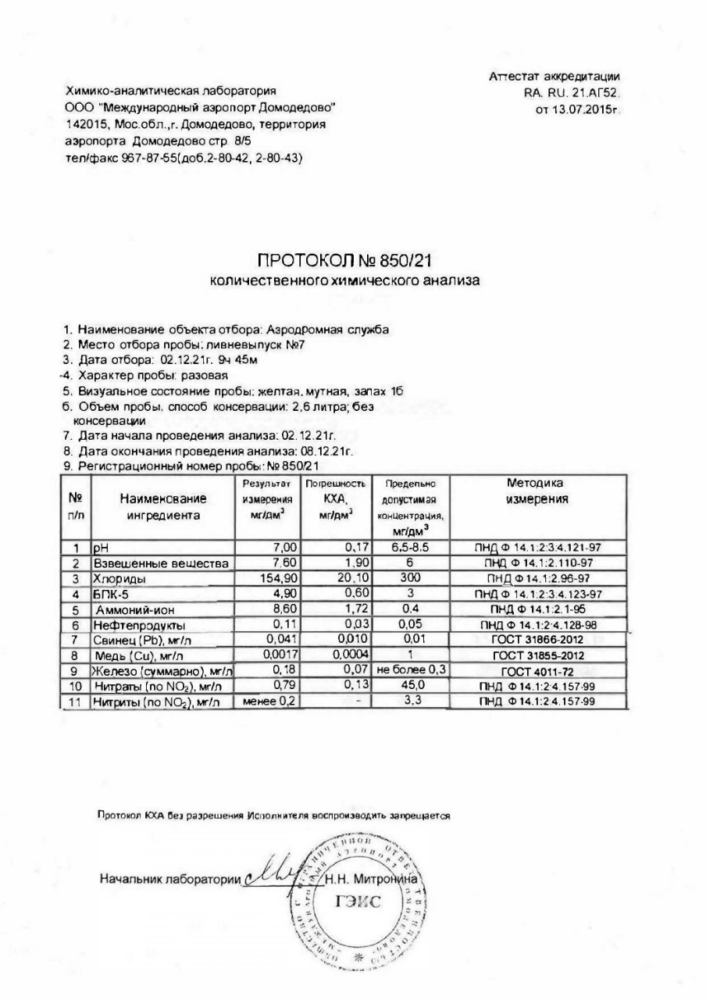 Аттестат аккредитации
RA. RU. 21.АГ52.
от 13.07.2015г.
Химико-аналитическая лаборатория
ООО "Международный аэропорт Домодедово"
142015, Мос.обл.,г. Домодедово, территория
аэропорта Домодедово стр. 8/5
тел/факс 967-87-55(доб.2-80-42, 2-80-43)
ПРОТОКОЛ № 850/21
количественного химического анализа
1. Наименование объекта отбора: Аэродромная служба
2. Место отбора пробы: ливневыпуск №7
3. Дата отбора: 02.12.21г. 9ч 45м
-4. Характер пробы: разовая
5. Визуальное состояние пробы: желтая, мутная, запах 1б
6. Объем пробы, способ консервации: 2,6 литра; без
консервации
7. Дата начала проведения анализа: 02.12.21г.
8. Дата окончания проведения анализа: 08.12.21г.
9. Регистрационный номер пробы: № 850/21
№ п/п Наименование ингредиента Результат измерения мг/дм³ Погрешность КХА, мг/дм³ Предельно допустимая концентрация, мг/дм³ Методика измерения
1 pH 7,00 0,17 6,5-8,5 ПНД Ф 14.1:2:3:4.121-97
2 Взвешенные вещества 7,60 1,90 6 ПНД Ф 14.1:2.110-97
3 Хлориды 154,90 20,10 300 ПНД Ф 14.1:2.96-97
4 БПК-5 4,90 0,60 3 ПНД Ф 14.1:2:3:4.123-97
5 Аммоний-ион 8,60 1,72 0,4 ПНД Ф 14.1:2.1-95
6 Нефтепродукты 0,11 0,03 0,05 ПНД Ф 14.1:2:4.128-98
7 Свинец (Pb), мг/л 0,041 0,010 0,01 ГОСТ 31866-2012
8 Медь (Cu), мг/л 0,0017 0,0004 1 ГОСТ 31855-2012
9 Железо (суммарно), мг/л 0,18 0,07 не более 0,3 ГОСТ 4011-72
10 Нитраты (по NO₂), мг/л 0,79 0,13 45,0 ПНД Ф 14.1:2:4.157-99
11 Нитриты (по NO₂), мг/л менее 0,2 - 3,3 ПНД Ф 14.1:2:4.157-99
Протокол КХА без разрешения Исполнителя воспроизводить запрещается
Начальник лаборатории Н.Н. Митронина
ГЭИС